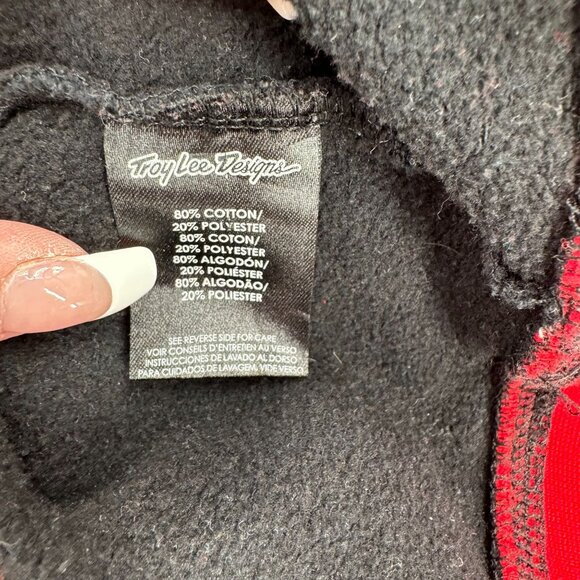 Troy Lee Designs
80% COTTON/
20% POLYESTER
80% COTON/
20% POLYESTER
80% ALGODÓN/
20% POLIÉSTER
80% ALGODÃO/
20% POLIESTER
SEE REVERSE SIDE FOR CARE
VOIR CONSEILS D'ENTRETIEN AU VERSO
INSTRUCCIONES DE LAVADO AL DORSO
PARA CUIDADOS DE LAVAGEM, VIDE VERSO